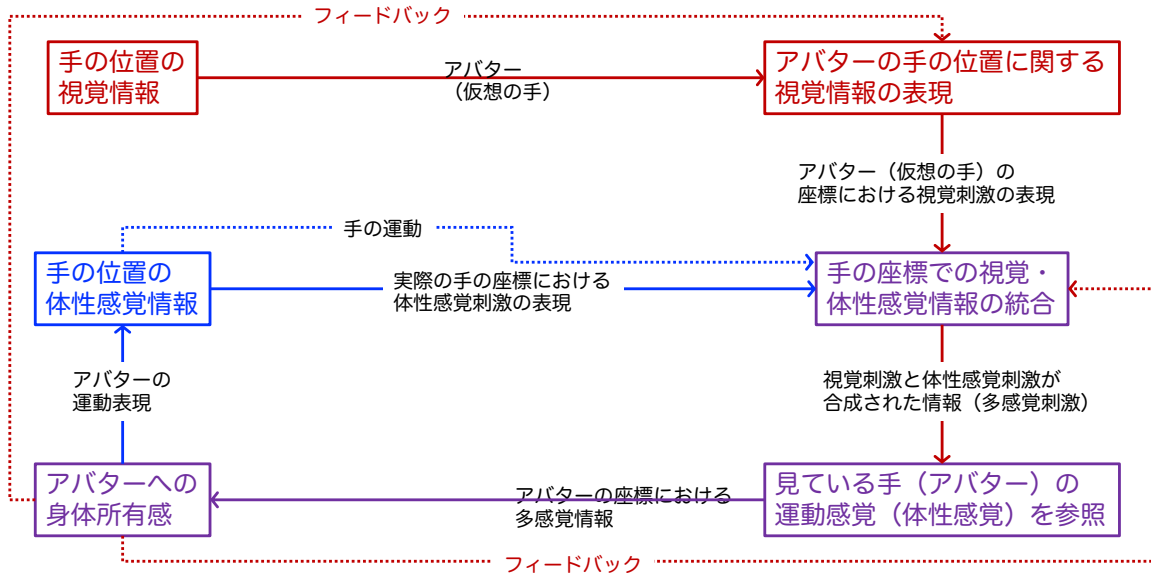 フィードバック
手の位置の
視覚情報
アバター
（仮想の手）
アバターの手の位置に関する
視覚情報の表現
アバター（仮想の手）の
座標における視覚刺激の表現
手の運動
手の位置の
体性感覚情報
実際の手の座標における
体性感覚刺激の表現
手の座標での視覚・
体性感覚情報の統合
アバターの
運動表現
視覚刺激と体性感覚刺激が
合成された情報（多感覚刺激）
アバターへの
身体所有感
アバターの座標における
多感覚情報
見ている手（アバター）の
運動感覚（体性感覚）を参照
フィードバック